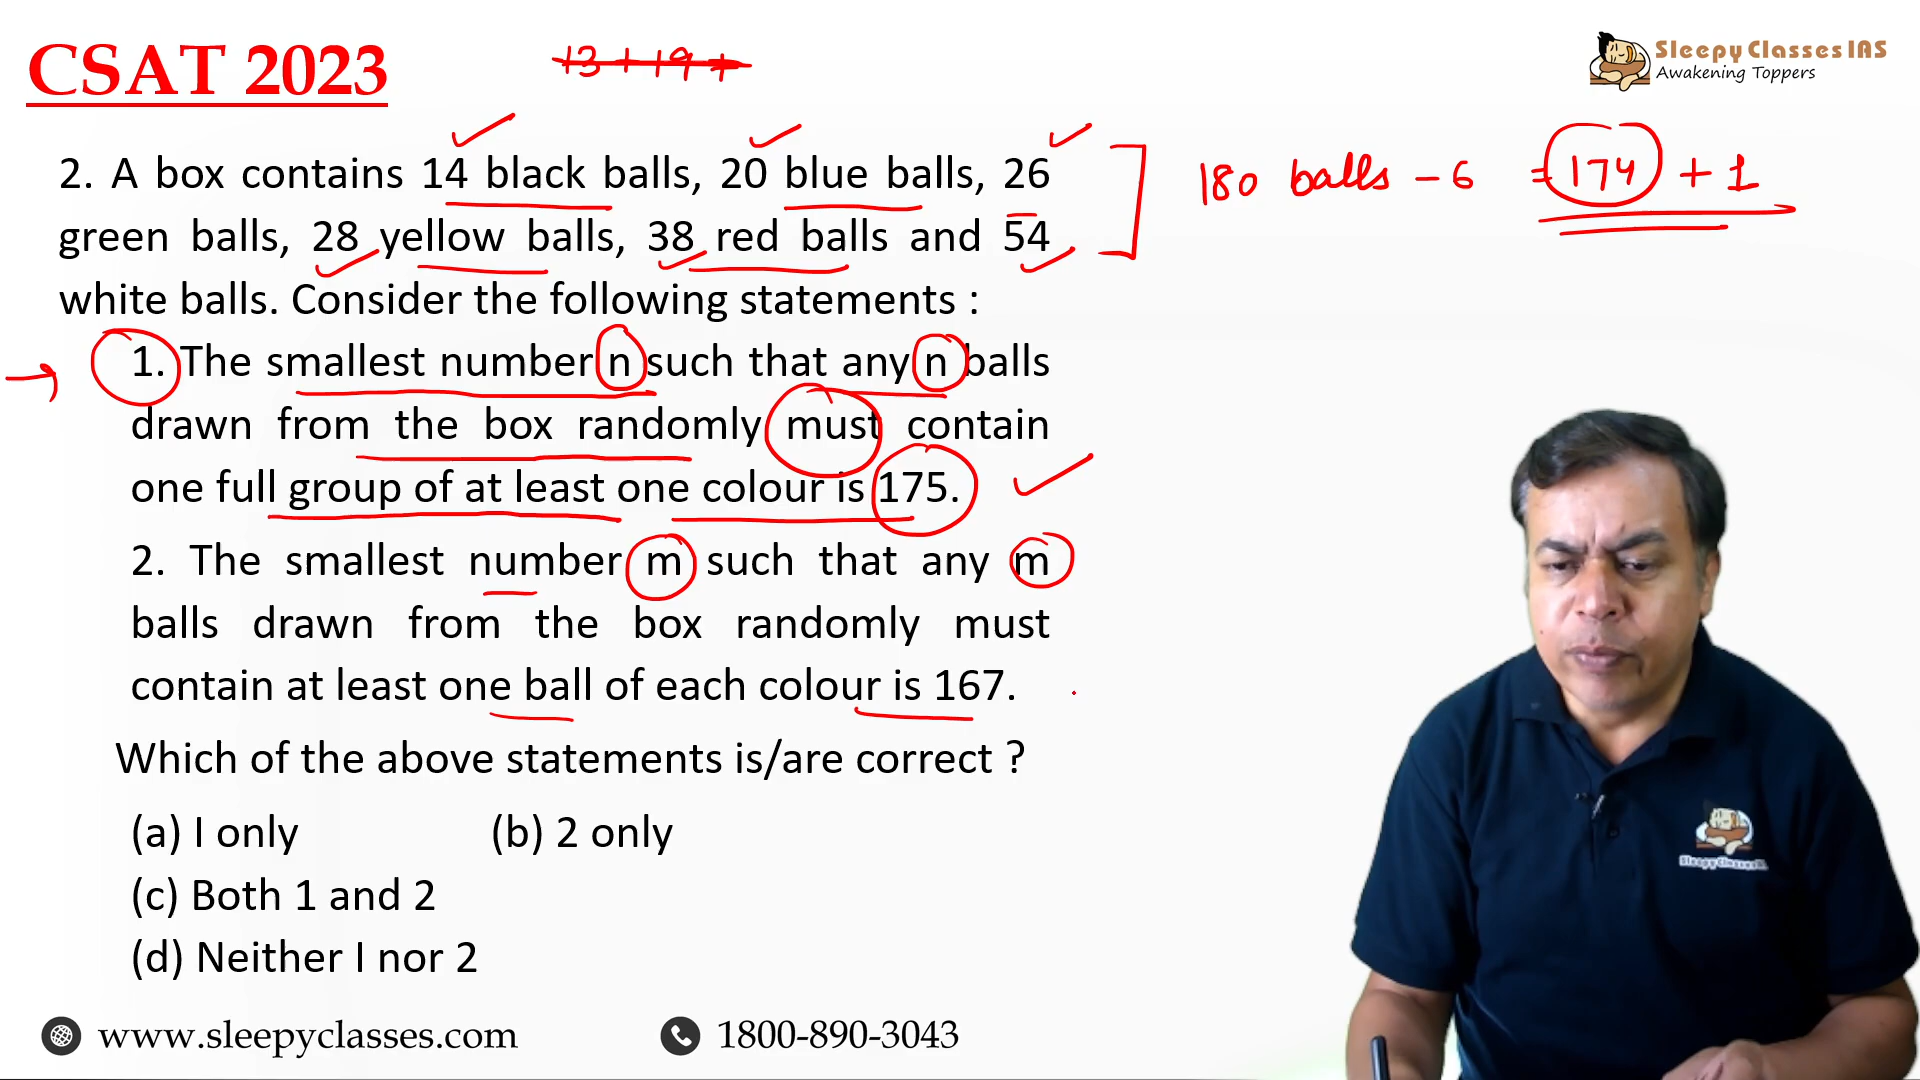 CSAT 2023
13 + 19 +
Sleepy Classes IAS
Awakening Toppers
2. A box contains 14 black balls, 20 blue balls, 26
green balls, 28 yellow balls, 38 red balls and 54
white balls. Consider the following statements :
180 balls - 6 = 174 + 1
1. The smallest number n such that any n balls
drawn from the box randomly must contain
one full group of at least one colour is 175.
2. The smallest number m such that any m
balls drawn from the box randomly must
contain at least one ball of each colour is 167.
Which of the above statements is/are correct ?
(a) I only (b) 2 only
(c) Both 1 and 2
(d) Neither I nor 2
www.sleepyclasses.com 1800-890-3043